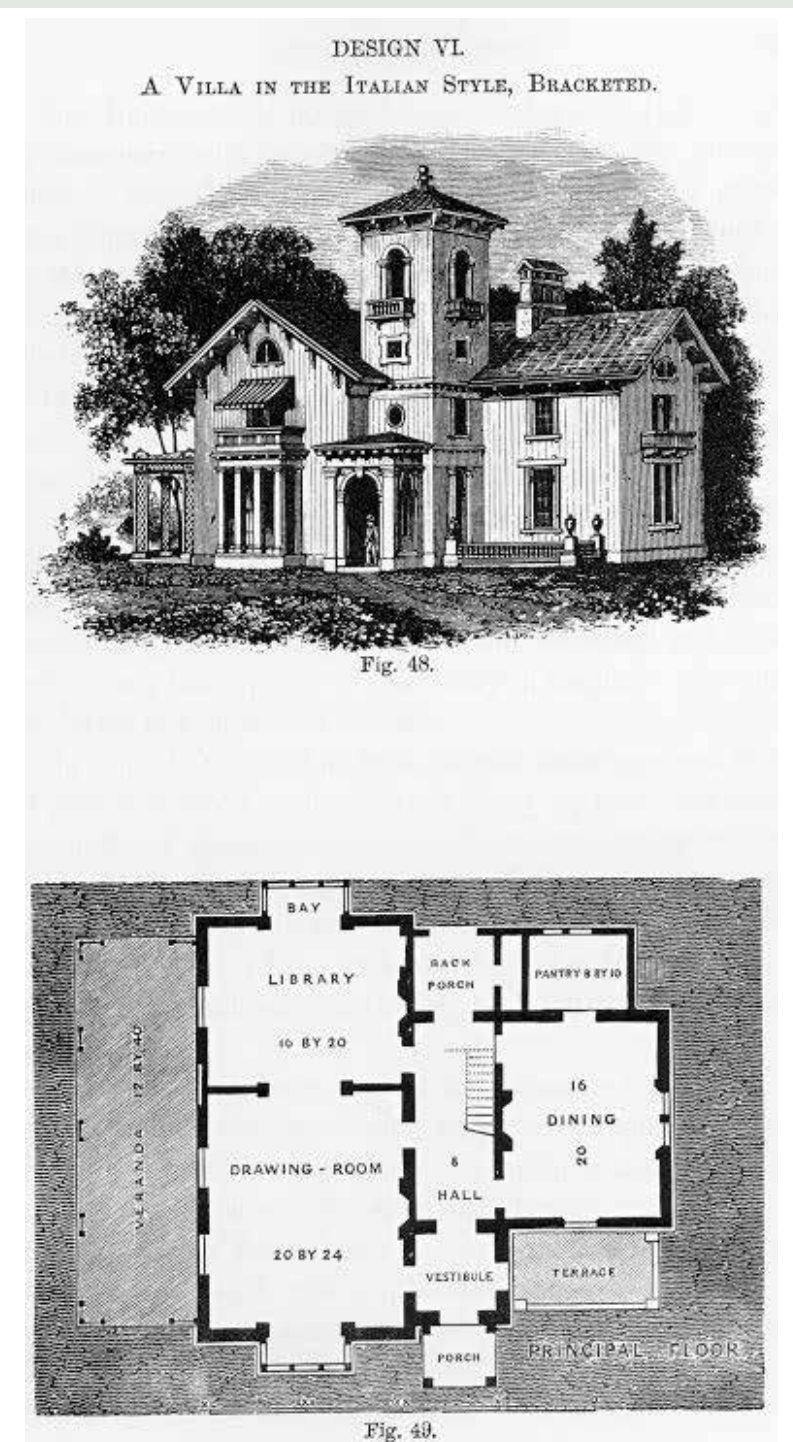 DESIGN VI.
A VILLA IN THE ITALIAN STYLE, BRACKETED.
Fig. 48.
BAY
LIBRARY
16 BY 20
BACK
PORCH
PANTRY 8 BY 10
VERANDA 12 BY 40
DRAWING-ROOM
20 BY 24
8
HALL
16
DINING
20
VESTIBULE
TERRACE
PORCH
PRINCIPAL FLOOR
Fig. 49.